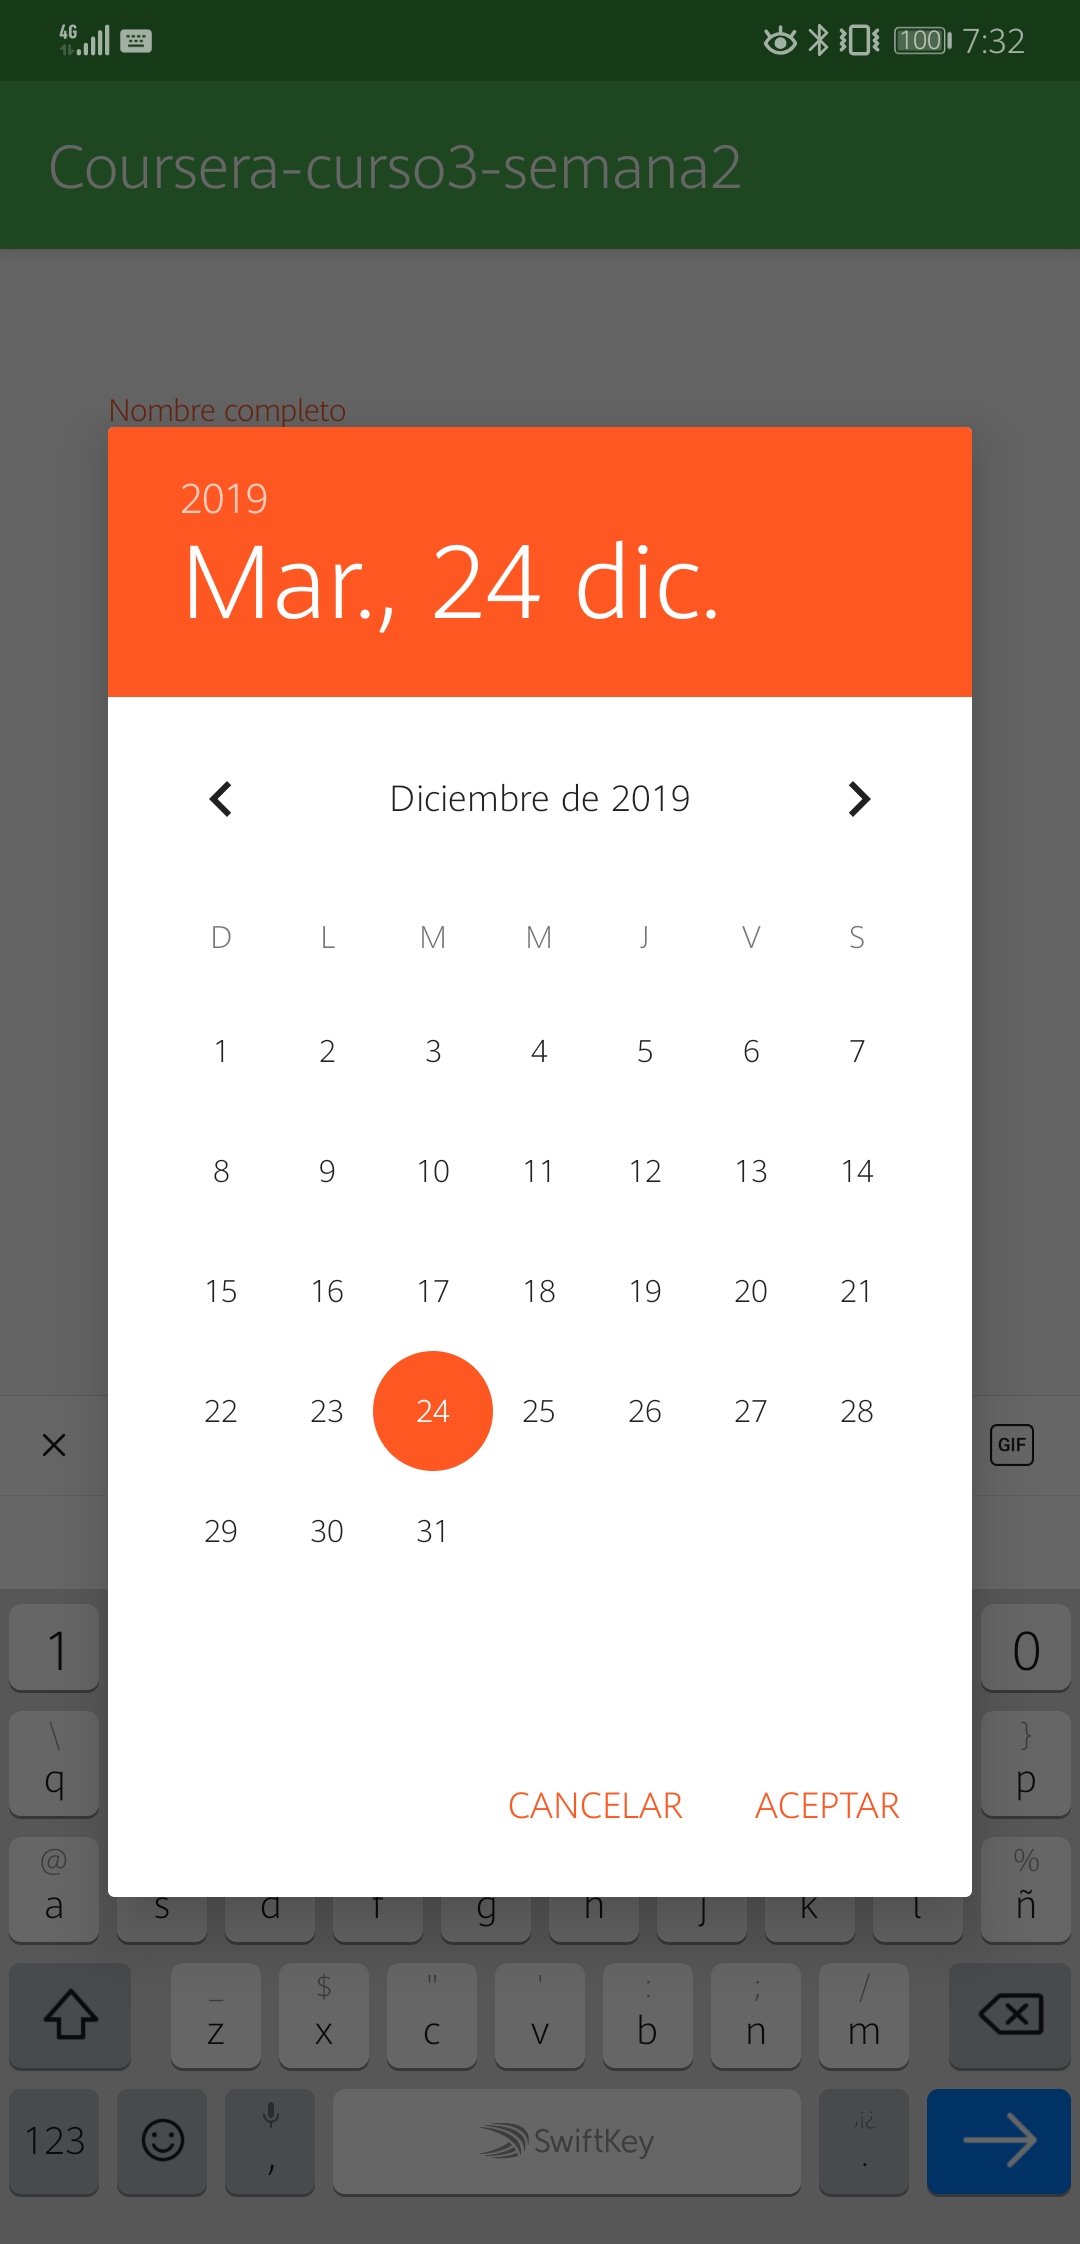 4G 100 7:32
Coursera-curso3-semana2
Nombre completo
2019
Mar., 24 dic.
Diciembre de 2019
D L M M J V S
1 2 3 4 5 6 7
8 9 10 11 12 13 14
15 16 17 18 19 20 21
22 23 24 25 26 27 28
29 30 31
GIF
1 0
\ }
q p
CANCELAR ACEPTAR
@ %
a s d f g h j k l ñ
_ $ " ' : ; /
z x c v b n m
,¡¿
123 , SwiftKey .